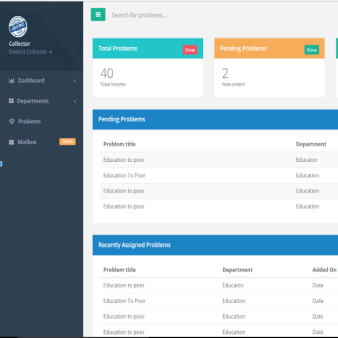 Search for problems...
Collector
District Collector
Dashboard
Departments
Problems
Mailbox
Total Problems View
40
Total Income
Pending Problems View
2
New orders
Pending Problems
Problem title Department
Education to poor Educaion
Education To Poor Education
Education to poor Education
Education to poor Education
Recently Assigned Problems
Problem title Department Added On
Education to poor Educaion Date
Education To Poor Education Date
Education to poor Education Date
Education to poor Education Date